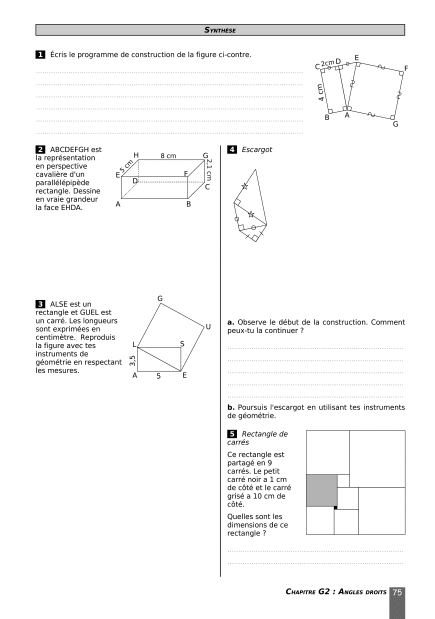 SYNTHÈSE
1 Écris le programme de construction de la figure ci-contre.
C 2cm D E F
4 cm
B A G
2 ABCDEFGH est
la représentation
en perspective
cavalière d'un
parallélépipède
rectangle. Dessine
en vraie grandeur
la face EHDA.
H 8 cm G
5 cm
2,1 cm
E F
D C
A B
3 ALSE est un
rectangle et GUEL est
un carré. Les longueurs
sont exprimées en
centimètre. Reproduis
la figure avec tes
instruments de
géométrie en respectant
les mesures.
G
U
L S
3,5
A 5 E
4 Escargot
a. Observe le début de la construction. Comment
peux-tu la continuer ?
b. Poursuis l'escargot en utilisant tes instruments
de géométrie.
5 Rectangle de
carrés
Ce rectangle est
partagé en 9
carrés. Le petit
carré noir a 1 cm
de côté et le carré
grisé a 10 cm de
côté.
Quelles sont les
dimensions de ce
rectangle ?
CHAPITRE G2 : ANGLES DROITS 75